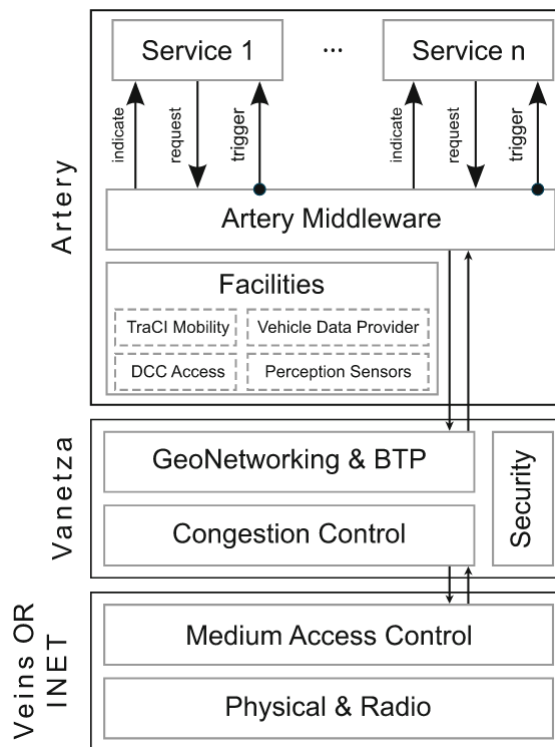 Service 1
...
Service n
indicate
request
trigger
indicate
request
trigger
Artery Middleware
Facilities
TraCI Mobility
Vehicle Data Provider
DCC Access
Perception Sensors
Artery
GeoNetworking & BTP
Congestion Control
Security
Vanetza
Medium Access Control
Physical & Radio
Veins OR
INET